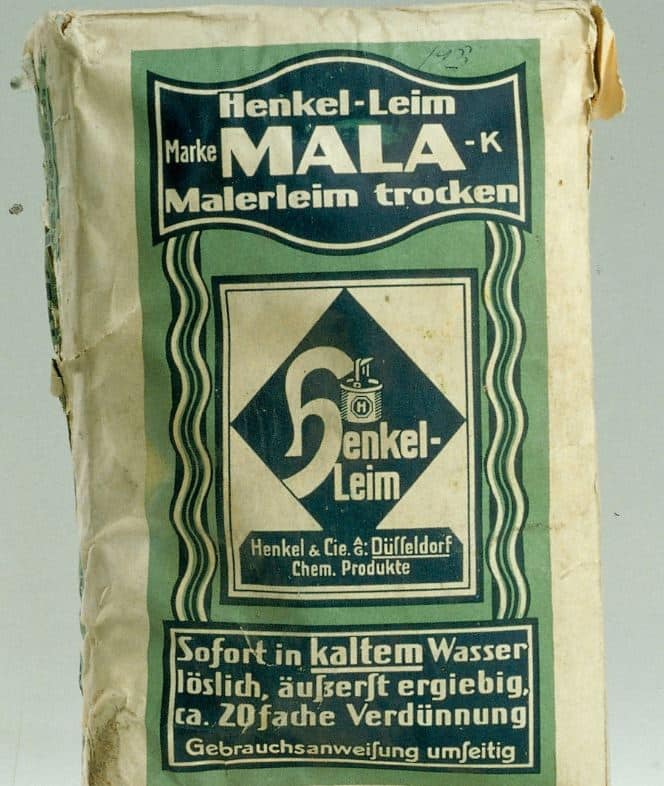 Henkel-Leim
Marke MALA-K
Malerleim trocken
Henkel-
Leim
H
Henkel & Cie. AG: Düſſeldorf
Chem. Produkte
Sofort in kaltem Wasser
löslich, äußerſt ergiebig,
ca. 20fache Verdünnung
Gebrauchsanweiſung umſeitig